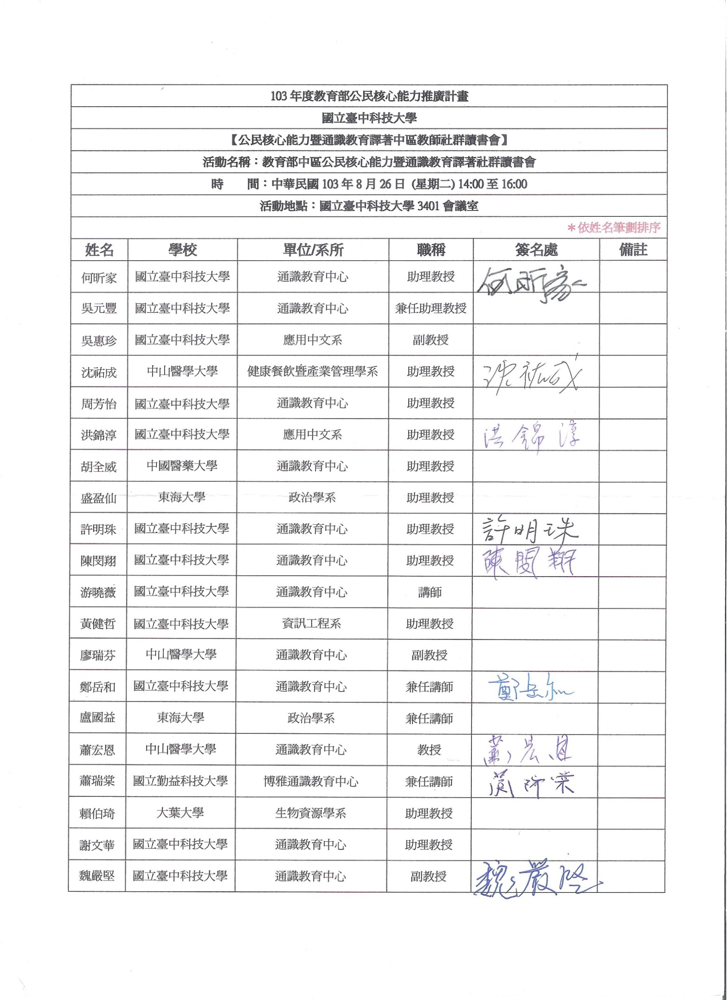 103 年度教育部公民核心能力推廣計畫
國立臺中科技大學
【公民核心能力暨通識教育譯著中區教師社群讀書會】
活動名稱：教育部中區公民核心能力暨通識教育譯著社群讀書會
時 間：中華民國 103 年 8 月 26 日 (星期二) 14:00 至 16:00
活動地點：國立臺中科技大學 3401 會議室
＊依姓名筆劃排序
姓名 學校 單位/系所 職稱 簽名處 備註
何昕家 國立臺中科技大學 通識教育中心 助理教授 何昕家
吳元豐 國立臺中科技大學 通識教育中心 兼任助理教授
吳惠珍 國立臺中科技大學 應用中文系 副教授
沈祐成 中山醫學大學 健康餐飲暨產業管理學系 助理教授 沈祐成
周芳怡 國立臺中科技大學 通識教育中心 助理教授
洪錦淳 國立臺中科技大學 應用中文系 助理教授 洪錦淳
胡全威 中國醫藥大學 通識教育中心 助理教授
盛盈仙 東海大學 政治學系 助理教授
許明珠 國立臺中科技大學 通識教育中心 助理教授 許明珠
陳閔翔 國立臺中科技大學 通識教育中心 助理教授 陳閔翔
游曉薇 國立臺中科技大學 通識教育中心 講師
黃健哲 國立臺中科技大學 資訊工程系 助理教授
廖瑞芬 中山醫學大學 通識教育中心 副教授
鄭岳和 國立臺中科技大學 通識教育中心 兼任講師 鄭岳和
盧國益 東海大學 政治學系 兼任講師
蕭宏恩 中山醫學大學 通識教育中心 教授 蕭宏恩
蕭瑞棠 國立勤益科技大學 博雅通識教育中心 兼任講師 蕭瑞棠
賴伯琦 大葉大學 生物資源學系 助理教授
謝文華 國立臺中科技大學 通識教育中心 助理教授
魏嚴堅 國立臺中科技大學 通識教育中心 副教授 魏嚴堅